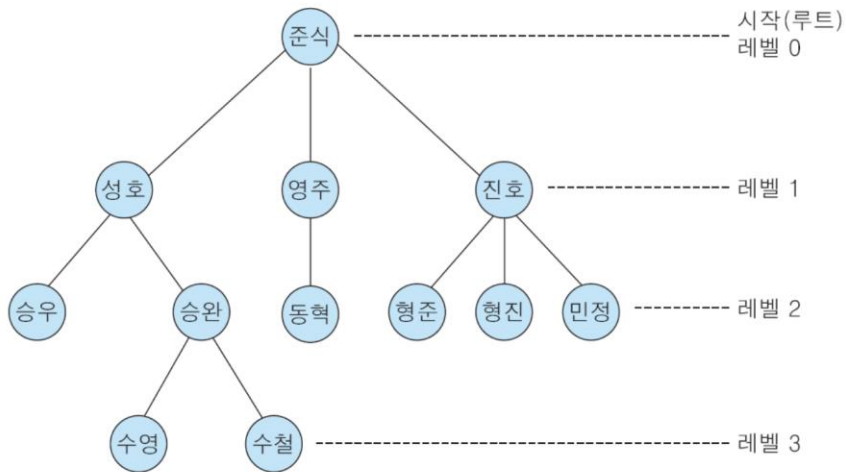 준식
시작(루트)
레벨 0
성호 영주 진호 레벨 1
승우 승완 동혁 형준 형진 민정 레벨 2
수영 수철 레벨 3